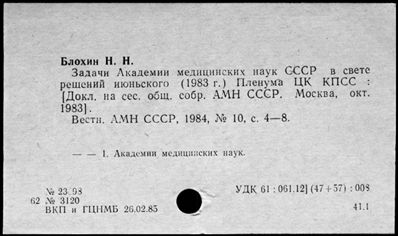 Блохин Н. Н.
Задачи Академии медицинских наук СССР в свете
решений июньского (1983 г.) Пленума ЦК КПСС :
[Докл. на сес. общ. собр. АМН СССР. Москва, окт.
1983].
Вестн. АМН СССР, 1984, № 10, с. 4—8.
— — 1. Академии медицинских наук.
№ 23698
62 № 3120
ВКП и ГЦНМБ 26.02.85
УДК 61 : 061.12] (47+57) : 008
41.1